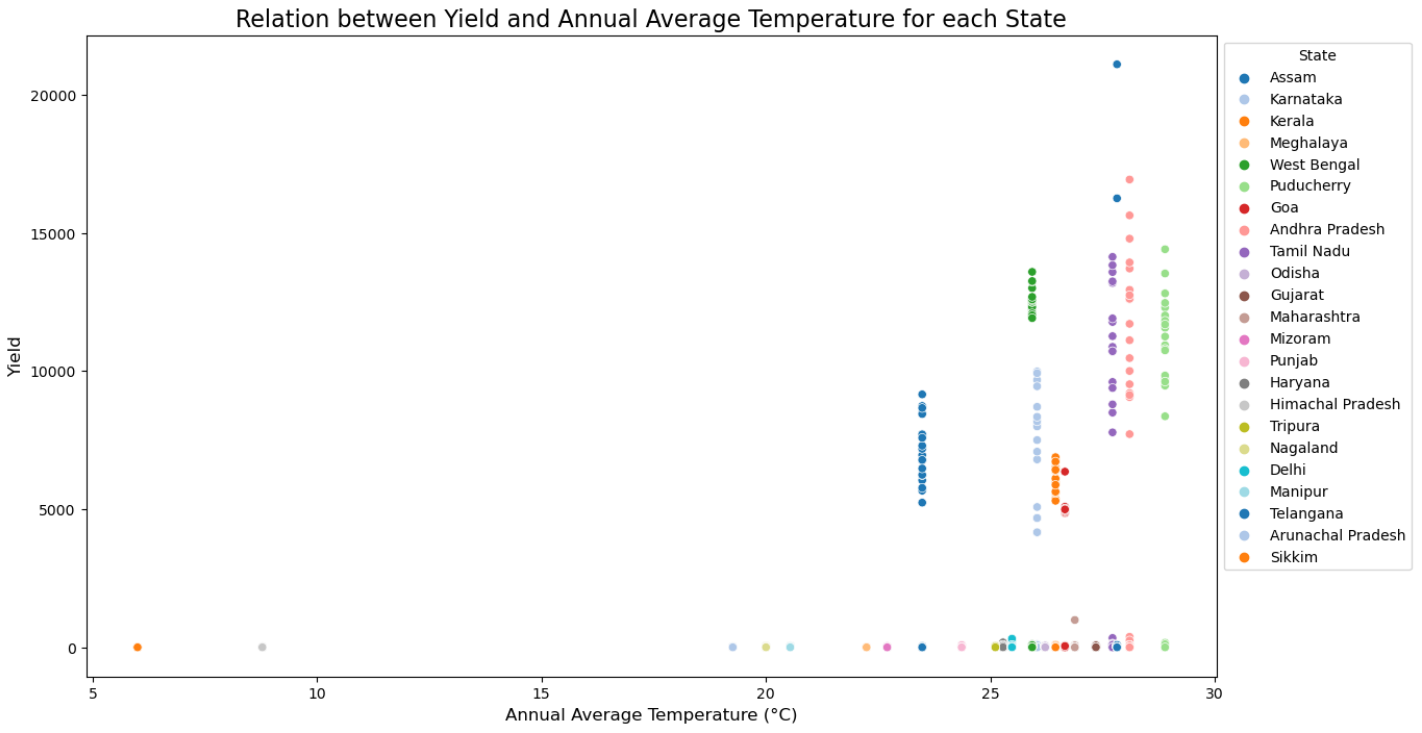 Relation between Yield and Annual Average Temperature for each State
Yield
20000
15000
10000
5000
0
5
10
15
20
25
30
Annual Average Temperature (°C)
State
Assam
Karnataka
Kerala
Meghalaya
West Bengal
Puducherry
Goa
Andhra Pradesh
Tamil Nadu
Odisha
Gujarat
Maharashtra
Mizoram
Punjab
Haryana
Himachal Pradesh
Tripura
Nagaland
Delhi
Manipur
Telangana
Arunachal Pradesh
Sikkim